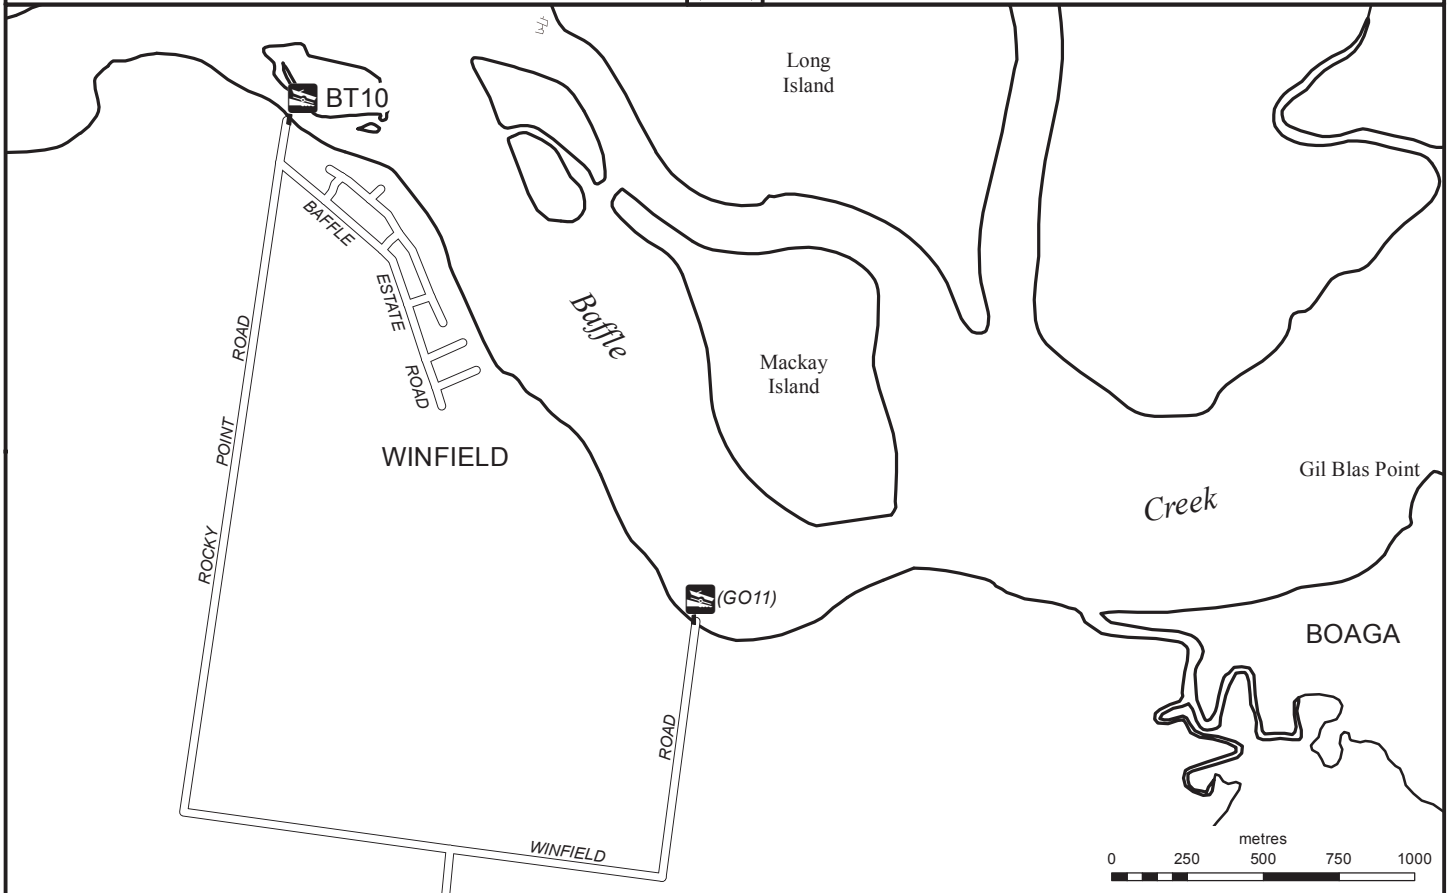 Long
Island
BT10
BAFFLE
ESTATE
ROAD
Baffle
ROAD
POINT
ROCKY
Mackay
Island
WINFIELD
Gil Blas Point
Creek
(GO11)
BOAGA
ROAD
WINFIELD
metres
0 250 500 750 1000